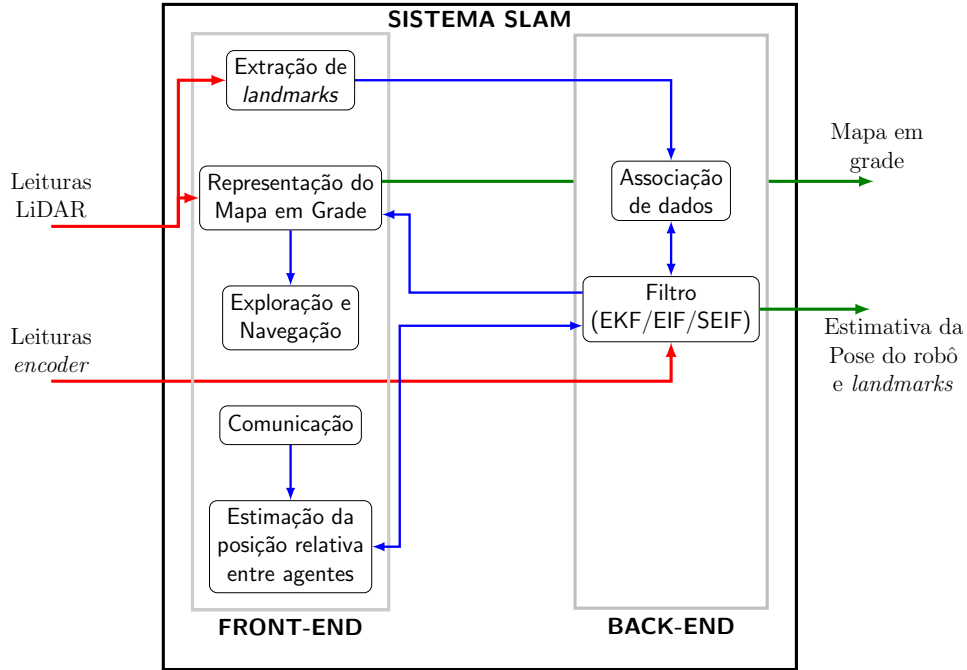 SISTEMA SLAM
Extração de
landmarks
Mapa em
grade
Leituras
LiDAR
Representação do
Mapa em Grade
Associação
de dados
Exploração e
Navegação
Filtro
(EKF/EIF/SEIF)
Leituras
encoder
Estimativa da
Pose do robô
e landmarks
Comunicação
Estimação da
posição relativa
entre agentes
FRONT-END
BACK-END